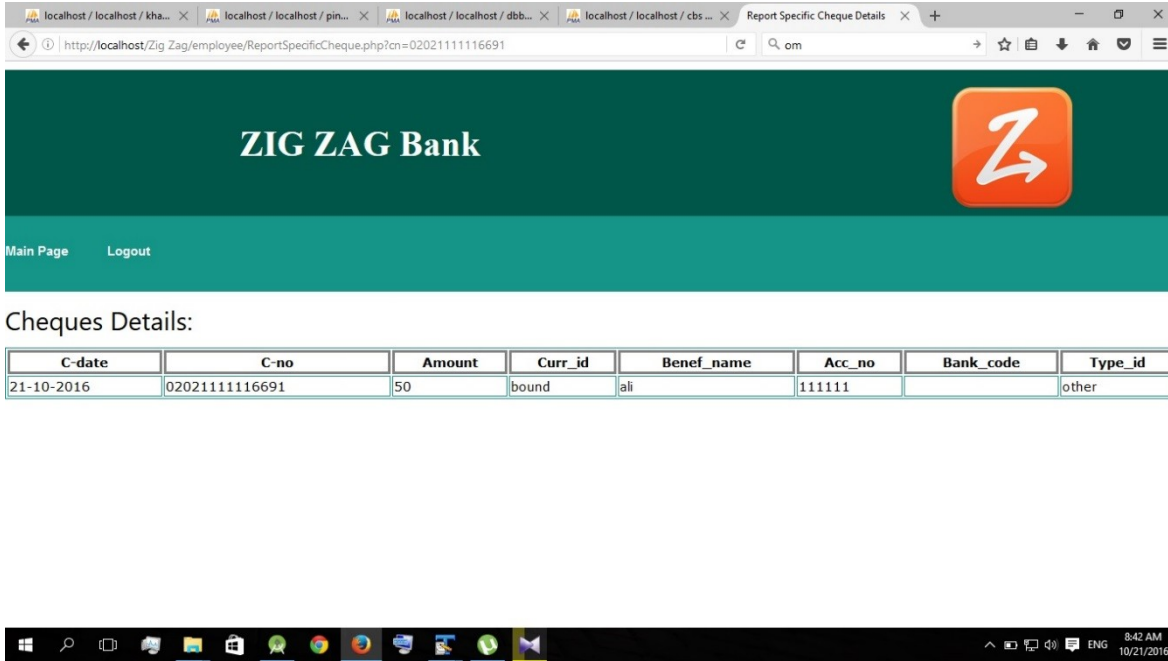 localhost / localhost / kha... localhost / localhost / pin... localhost / localhost / dbb... localhost / localhost / cbs ... Report Specific Cheque Details
http://localhost/Zig Zag/employee/ReportSpecificCheque.php?cn=02021111116691 om
ZIG ZAG Bank
Main Page Logout
Cheques Details:
C-date C-no Amount Curr_id Benef_name Acc_no Bank_code Type_id
21-10-2016 02021111116691 50 bound ali 111111 other
ENG 8:42 AM
10/21/2016